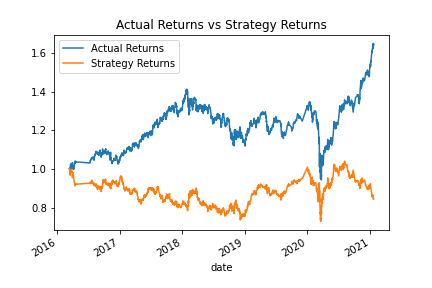 Actual Returns vs Strategy Returns
Actual Returns
Strategy Returns
1.6
1.4
1.2
1.0
0.8
2016
2017
2018
2019
2020
2021
date